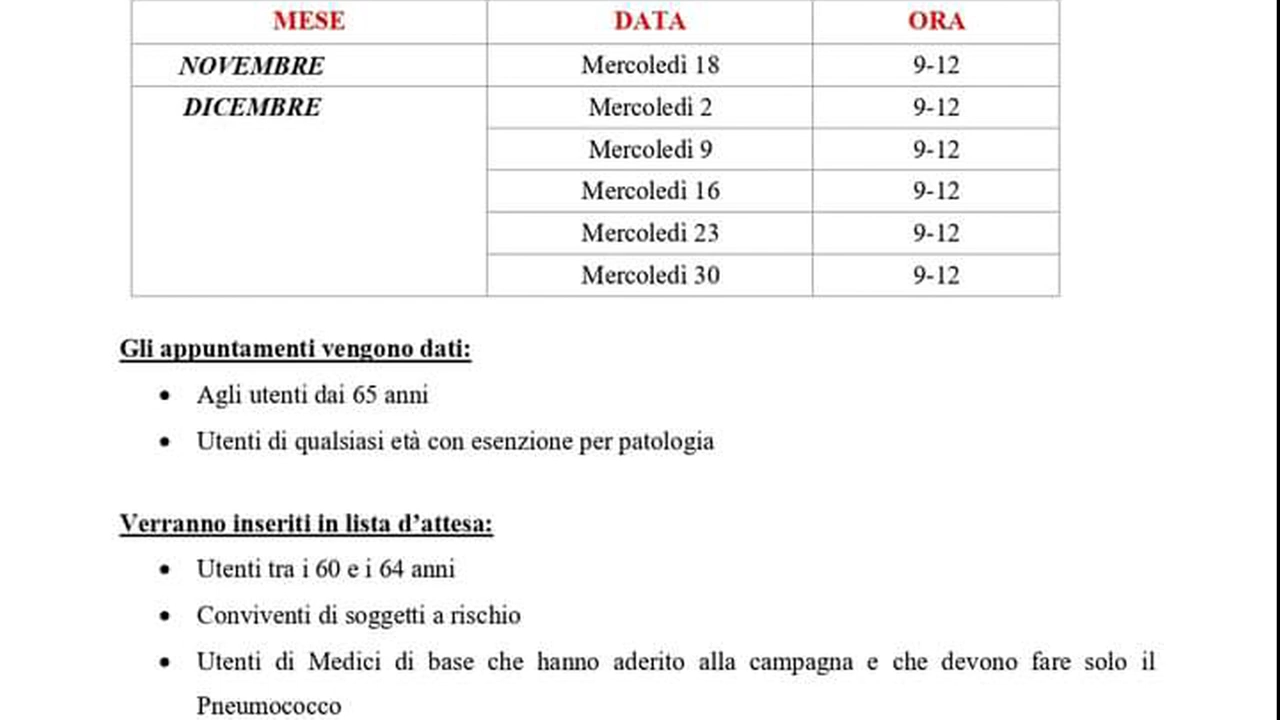 MESE DATA ORA
NOVEMBRE Mercoledì 18 9-12
DICEMBRE Mercoledì 2 9-12
Mercoledì 9 9-12
Mercoledì 16 9-12
Mercoledì 23 9-12
Mercoledì 30 9-12
Gli appuntamenti vengono dati:
• Agli utenti dai 65 anni
• Utenti di qualsiasi età con esenzione per patologia
Verranno inseriti in lista d’attesa:
• Utenti tra i 60 e i 64 anni
• Conviventi di soggetti a rischio
• Utenti di Medici di base che hanno aderito alla campagna e che devono fare solo il
Pneumococco